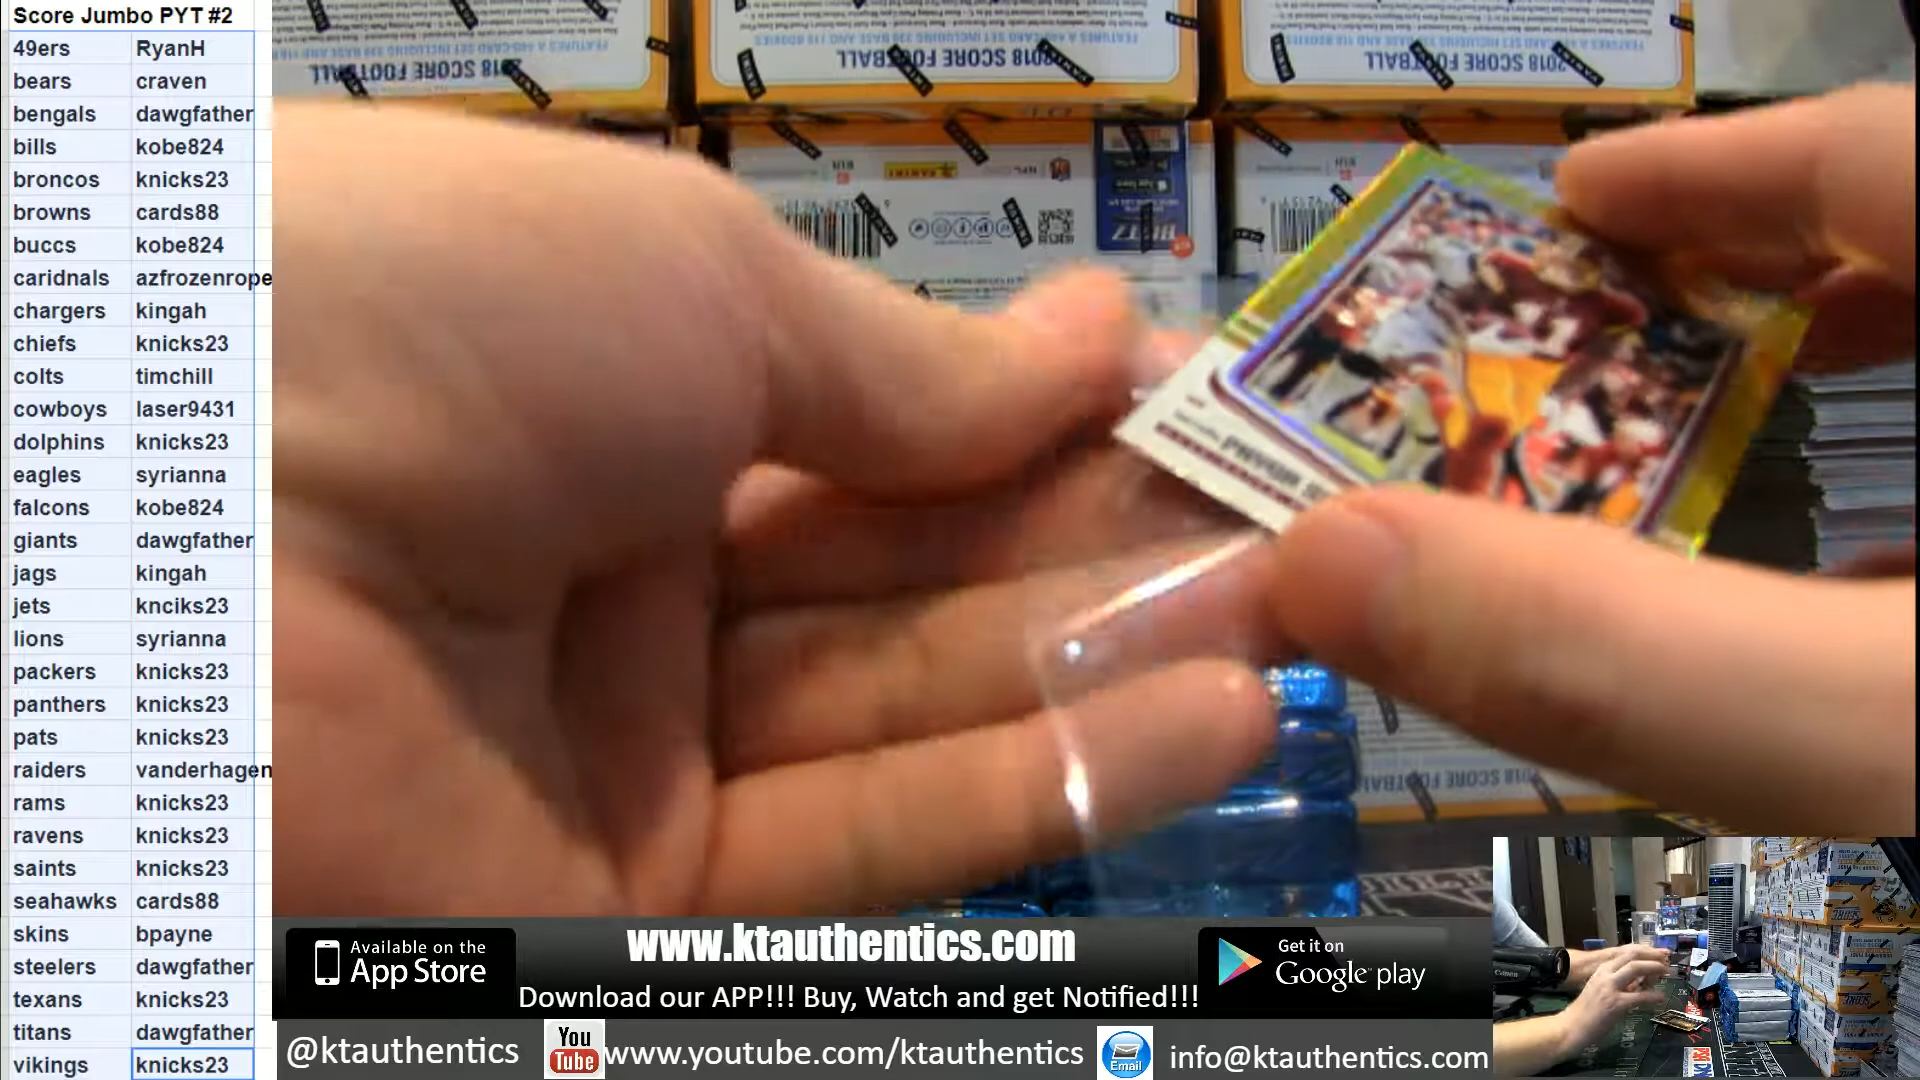 Score Jumbo PYT #2
49ers RyanH
bears craven
bengals dawgfather
bills kobe824
broncos knicks23
browns cards88
buccs kobe824
caridnals azfrozenrope
chargers kingah
chiefs knicks23
colts timchill
cowboys laser9431
dolphins knicks23
eagles syrianna
falcons kobe824
giants dawgfather
jags kingah
jets knciks23
lions syrianna
packers knicks23
panthers knicks23
pats knicks23
raiders vanderhagen
rams knicks23
ravens knicks23
saints knicks23
seahawks cards88
skins bpayne
steelers dawgfather
texans knicks23
titans dawgfather
vikings knicks23
2018 SCORE FOOTBALL
2018 SCORE FOOTBALL
2018 SCORE FOOTBALL
PANINI
Available on the
App Store
www.ktauthentics.com
Get it on
Google play
Download our APP!!! Buy, Watch and get Notified!!!
@ktauthentics
You
Tube
www.youtube.com/ktauthentics
Email
info@ktauthentics.com